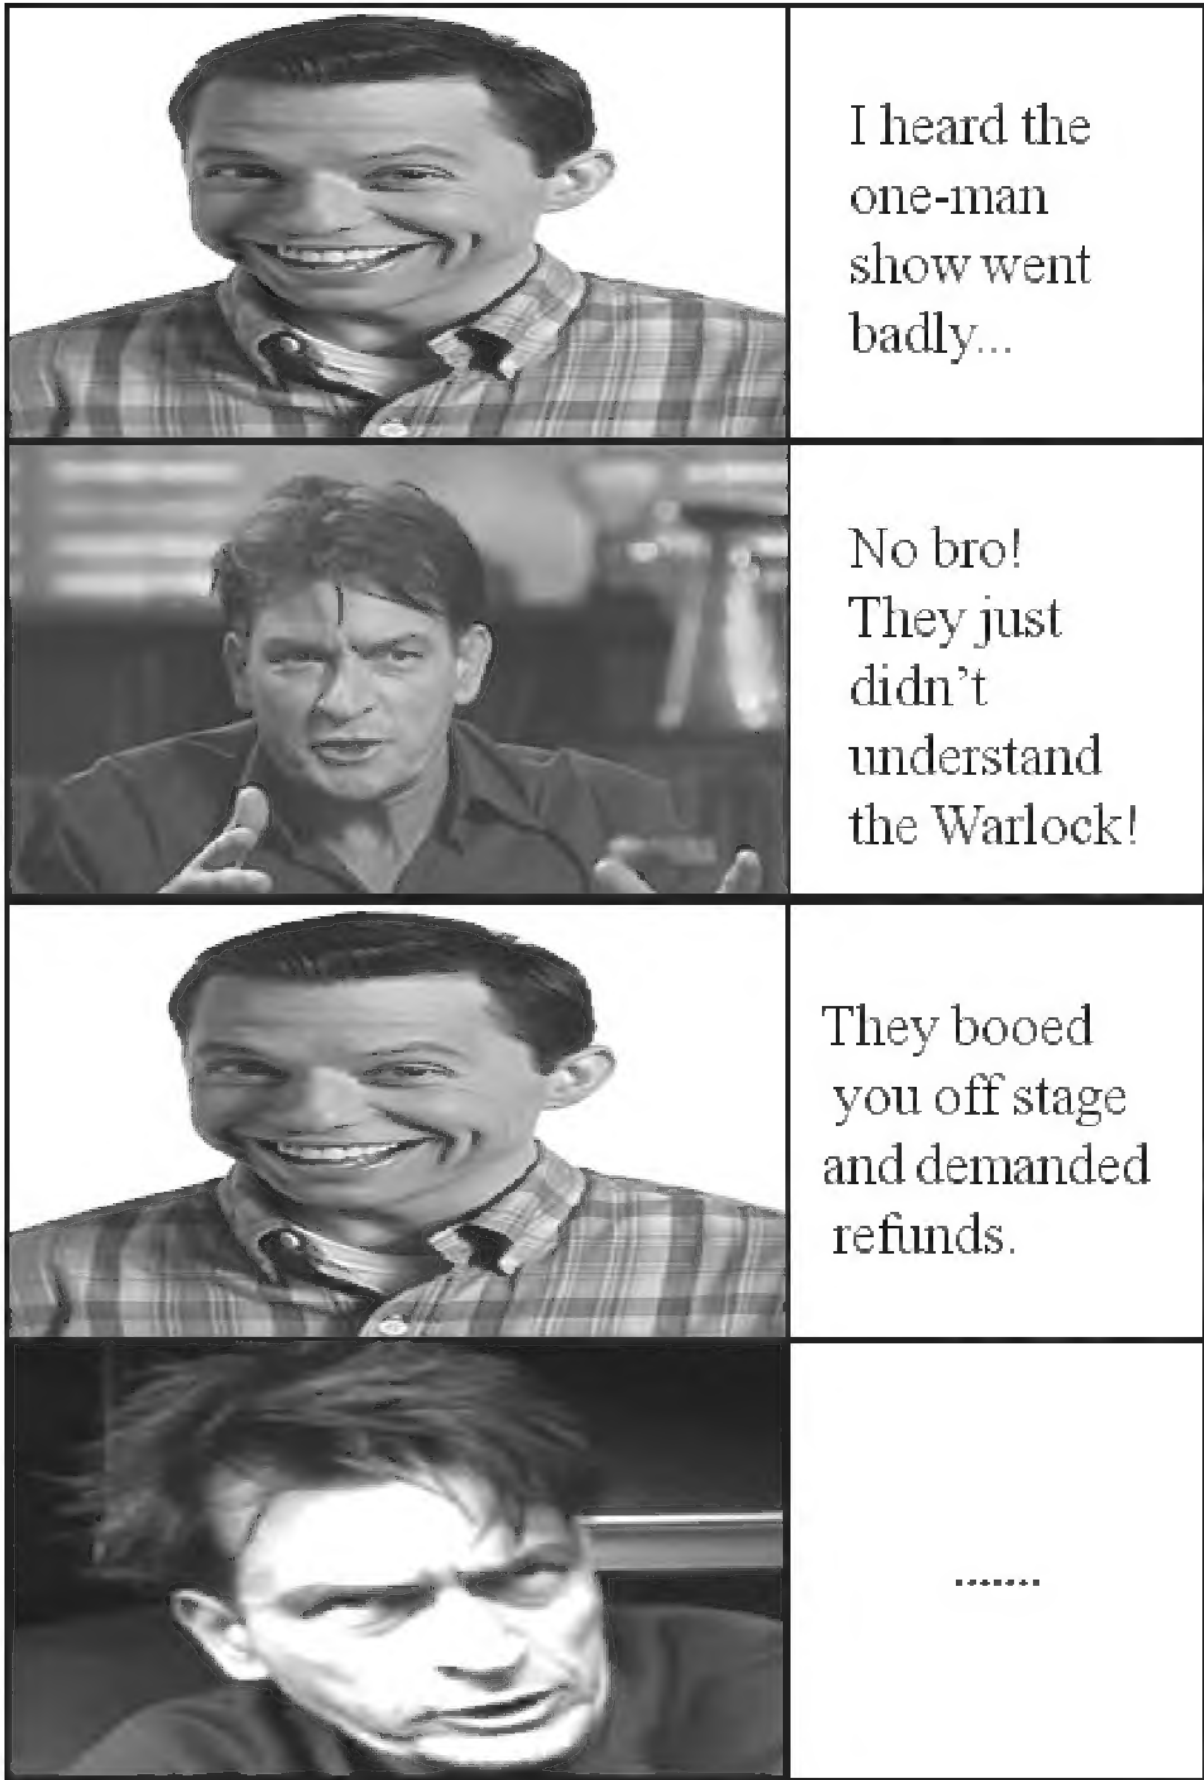 I heard the
one-man
show went
badly...
No bro!
They just
didn't
understand
the Warlock!
They booed
you off stage
and demanded
refunds.
.......